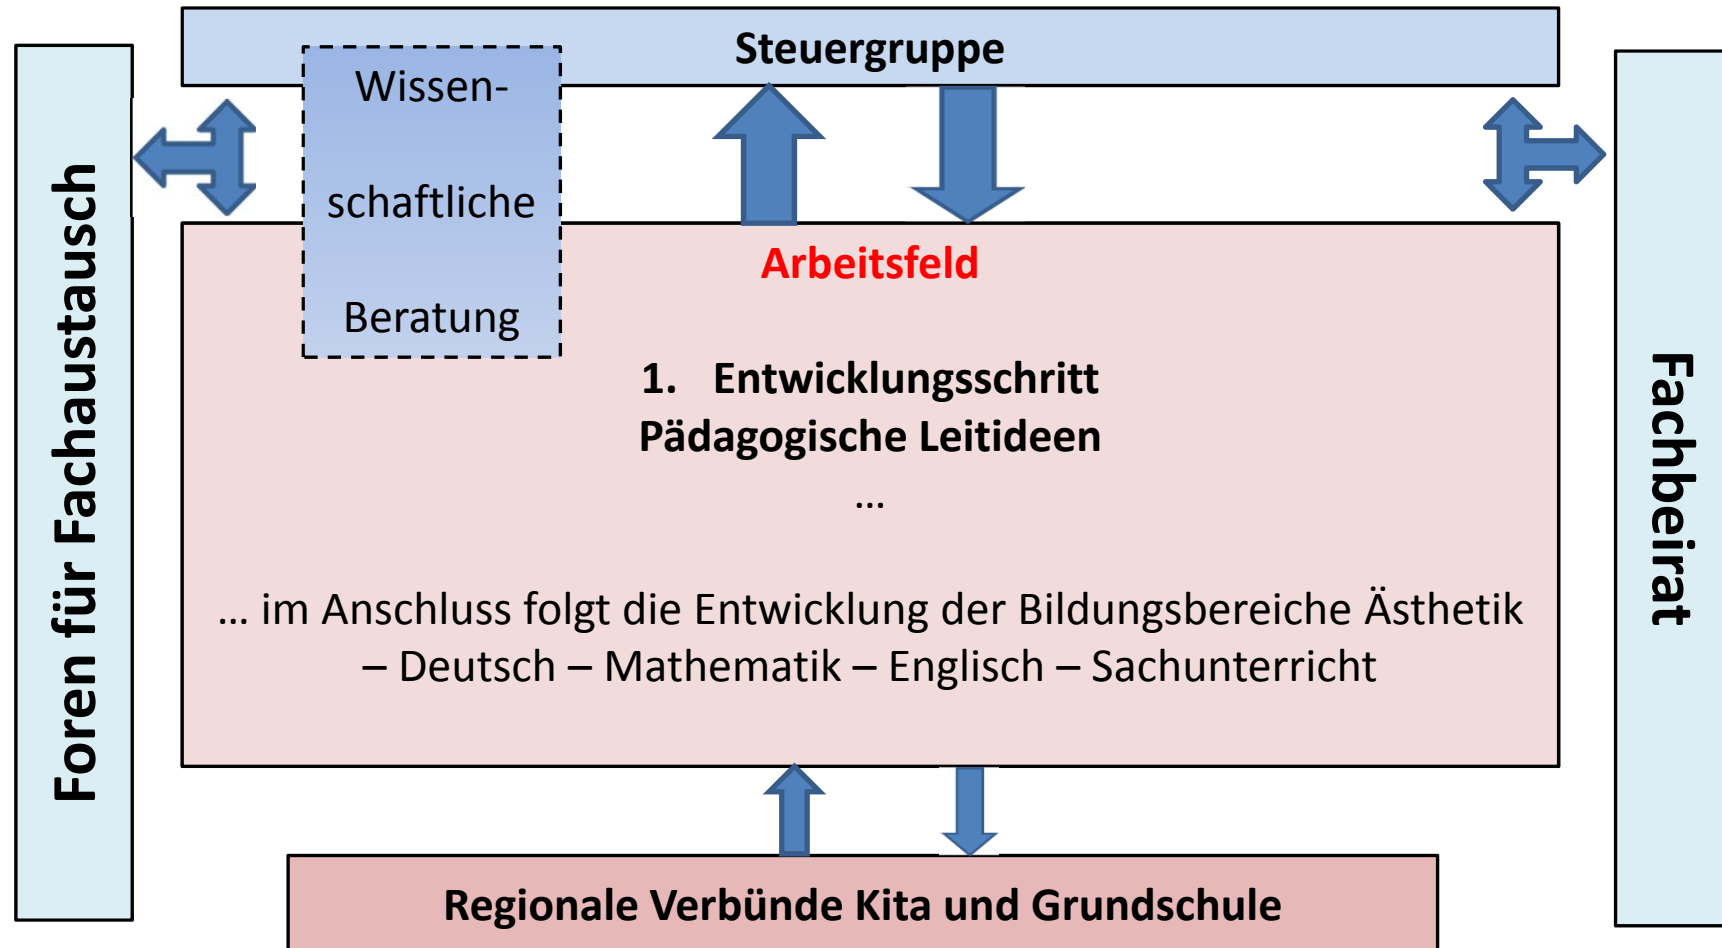 Steuergruppe
Wissen-
schaftliche
Beratung
Foren für Fachaustausch
Arbeitsfeld
1. Entwicklungsschritt
Pädagogische Leitideen
...
... im Anschluss folgt die Entwicklung der Bildungsbereiche Ästhetik
– Deutsch – Mathematik – Englisch – Sachunterricht
Fachbeirat
Regionale Verbünde Kita und Grundschule